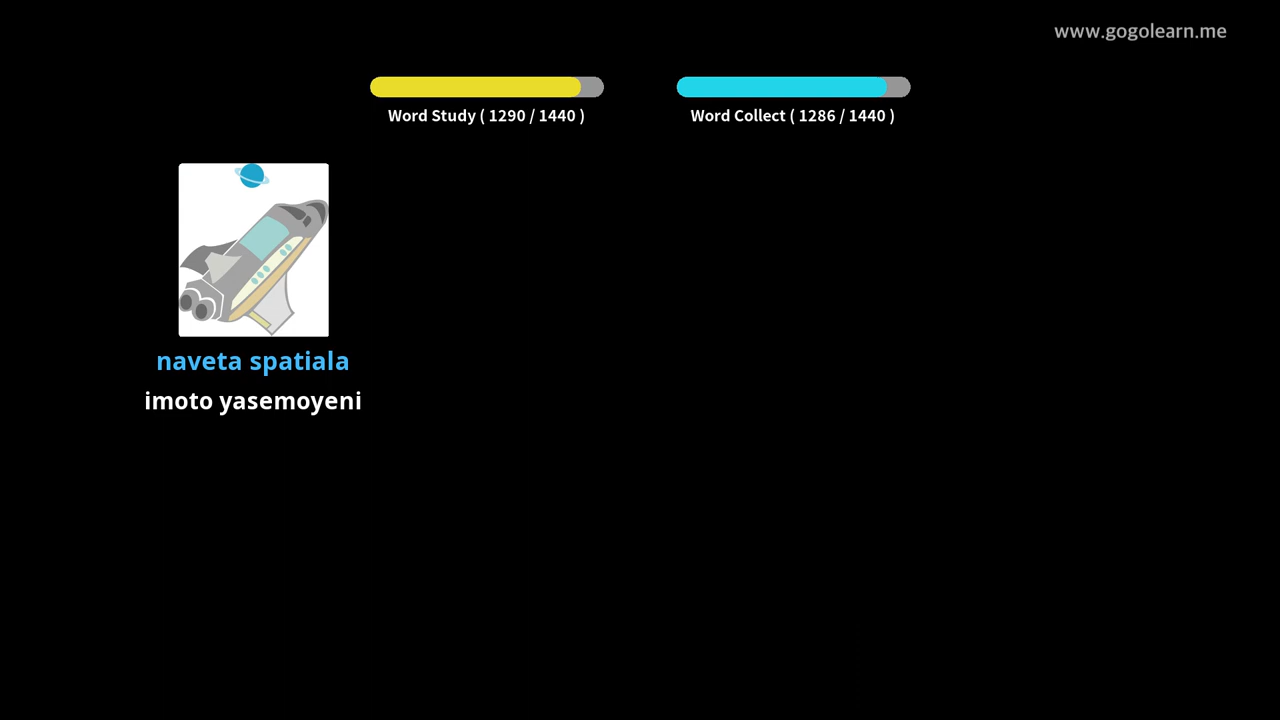 www.gogolearn.me
Word Study ( 1290 / 1440 )
Word Collect ( 1286 / 1440 )
naveta spatiala
imoto yasemoyeni